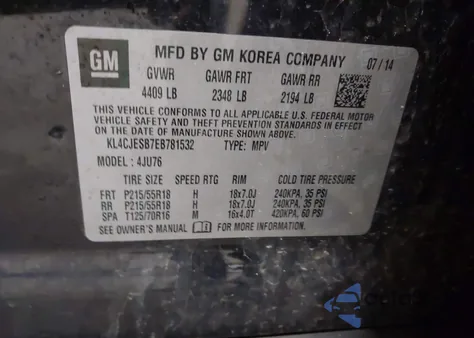 GM
MFD BY GM KOREA COMPANY 07/14
GVWR GAWR FRT GAWR RR
4409 LB 2348 LB 2194 LB
THIS VEHICLE CONFORMS TO ALL APPLICABLE U.S. FEDERAL MOTOR
VEHICLE SAFETY, BUMPER, AND THEFT PREVENTION STANDARDS IN EFFECT
ON THE DATE OF MANUFACTURE SHOWN ABOVE.
KL4CJESB7EB781532 TYPE: MPV
MODEL: 4JU76
TIRE SIZE SPEED RTG RIM COLD TIRE PRESSURE
FRT P215/55R18 H 18x7.0J 240KPA, 35 PSI
RR P215/55R18 H 18x7.0J 240KPA, 35 PSI
SPA T125/70R16 M 16x4.0T 420KPA, 60 PSI
SEE OWNER'S MANUAL FOR MORE INFORMATION.